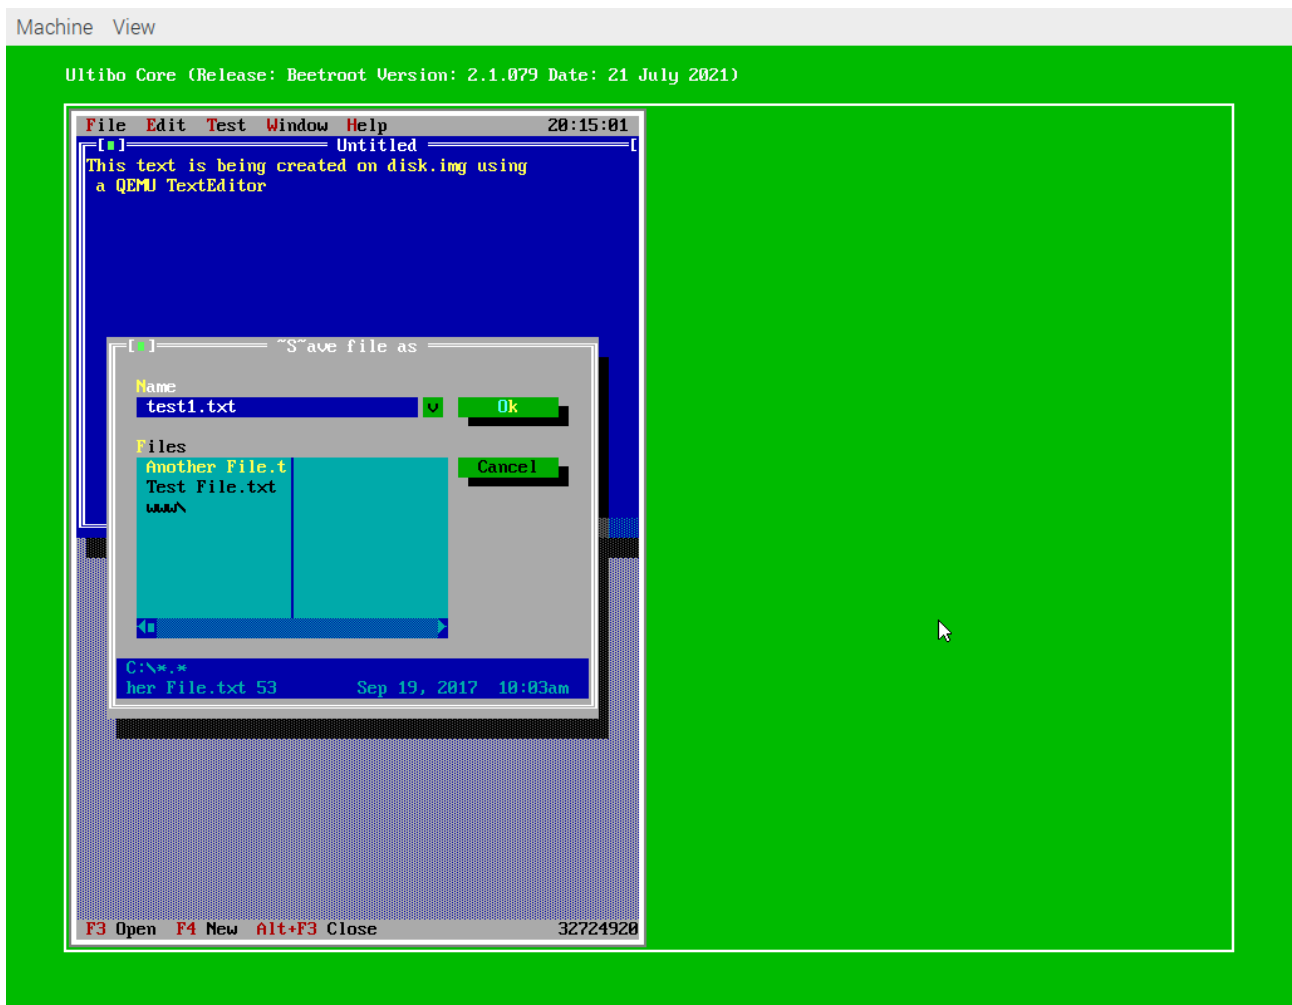 Machine View
Ultibo Core (Release: Beetroot Version: 2.1.079 Date: 21 July 2021)
File Edit Test Window Help 20:15:01
[■] Untitled [
This text is being created on disk.img using
a QEMU TextEditor
[■] ~S~ave file as
Name
test1.txt v Ok
Files
Another File.t Cancel
Test File.txt
www\
C:\*.*
her File.txt 53 Sep 19, 2017 10:03am
F3 Open F4 New Alt+F3 Close 32724920